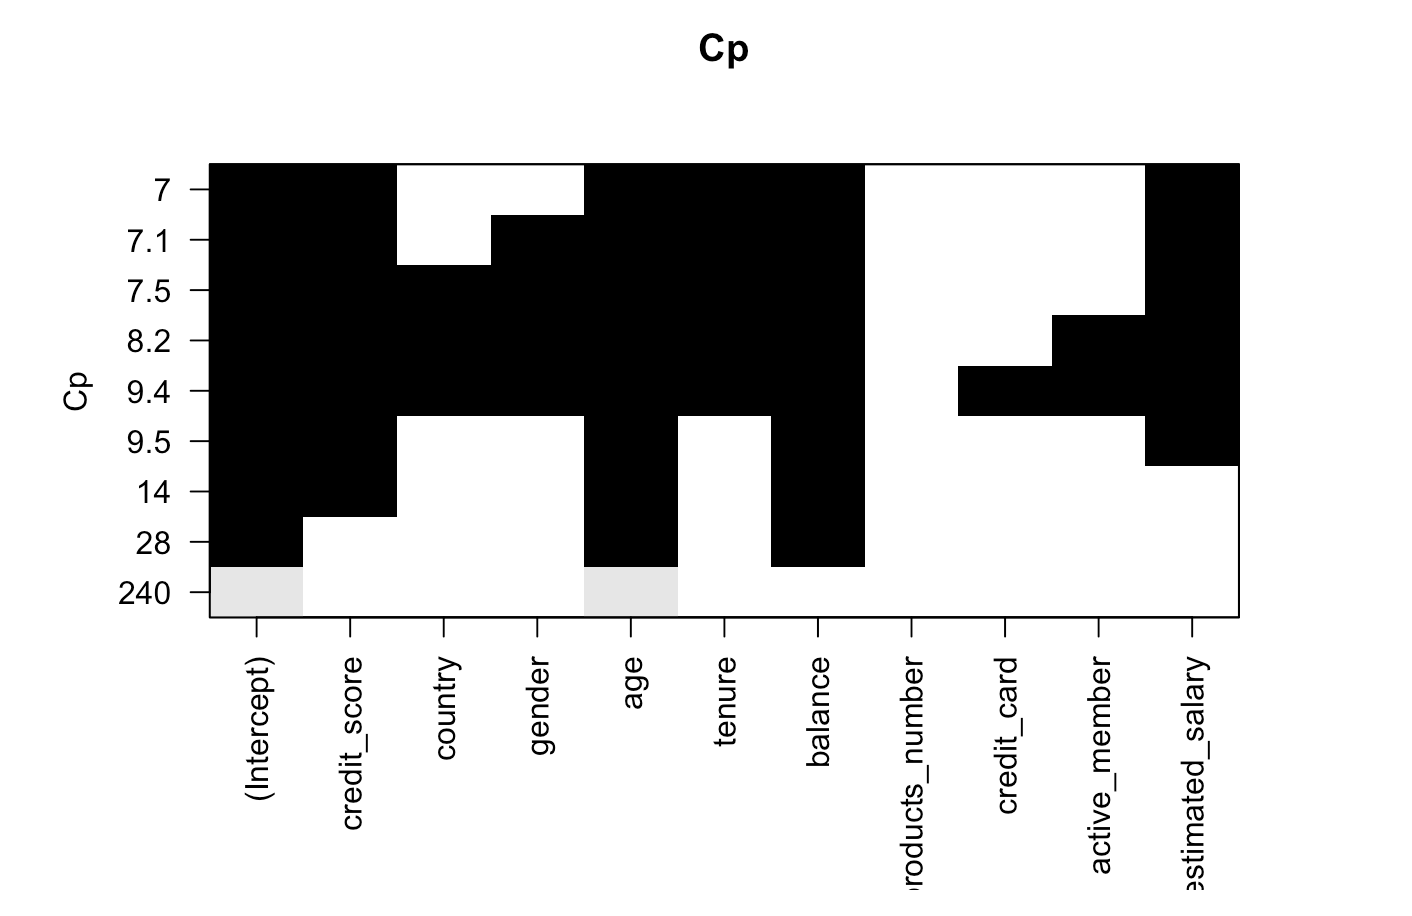 Cp
7
7.1
7.5
8.2
9.4
9.5
14
28
240
Cp
(Intercept)
credit_score
country
gender
age
tenure
balance
products_number
credit_card
active_member
estimated_salary